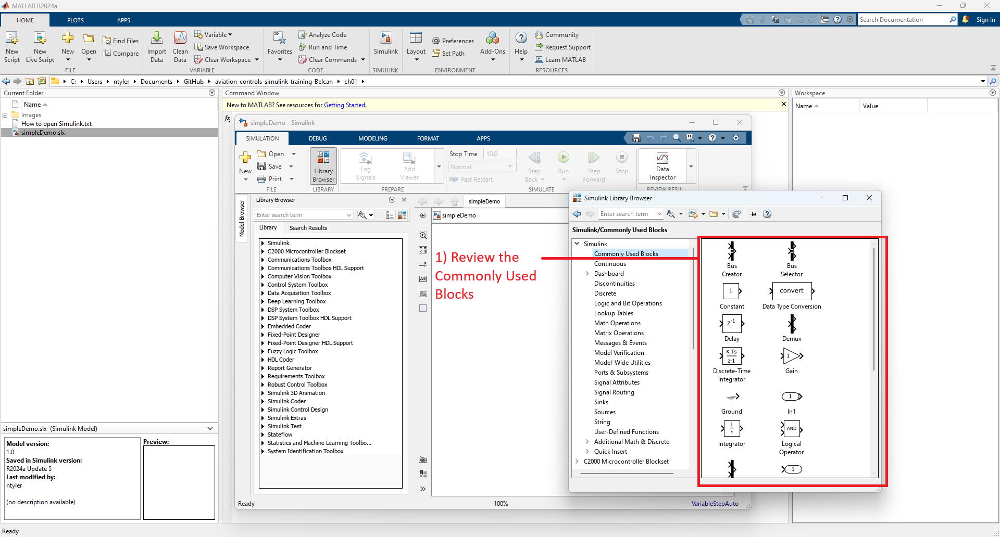 MATLAB R2024a
HOME
PLOTS
APPS
Search Documentation
Sign In
New Script
New Live Script
New
Open
Find Files
Compare
FILE
Import Data
Clean Data
Variable
Save Workspace
Clear Workspace
VARIABLE
Favorites
Analyze Code
Run and Time
Clear Commands
CODE
Simulink
SIMULINK
Layout
Preferences
Set Path
Add-Ons
ENVIRONMENT
Help
Community
Request Support
Learn MATLAB
RESOURCES
C: Users ntyler Documents GitHub aviation-controls-simulink-training-Belcan ch01
Current Folder
Name
Images
How to open Simulink.txt
simpleDemo.slx
simpleDemo.slx (Simulink Model)
Model version:
1.0
Saved in Simulink version:
R2024a Update 5
Last modified by:
ntyler
(no description available)
Preview:
Command Window
New to MATLAB? See resources for Getting Started.
fx
Workspace
Name
Value
simpleDemo - Simulink
SIMULATION
DEBUG
MODELING
FORMAT
APPS
New
Open
Save
Print
FILE
Library
Browser
LIBRARY
Log
Signals
Add
Viewer
PREPARE
Stop Time 10.0
Normal
Fast Restart
Step
Back
Run
Step
Forward
Stop
SIMULATE
Data
Inspector
Model Browser
Library Browser
Enter search term
Library
Search Results
Simulink
C2000 Microcontroller Blockset
Communications Toolbox
Communications Toolbox HDL Support
Computer Vision Toolbox
Control System Toolbox
Data Acquisition Toolbox
Deep Learning Toolbox
DSP System Toolbox
DSP System Toolbox HDL Support
Embedded Coder
Fixed-Point Designer
Fixed-Point Designer HDL Support
Fuzzy Logic Toolbox
HDL Coder
Report Generator
Requirements Toolbox
Robust Control Toolbox
Simulink 3D Animation
Simulink Coder
Simulink Control Design
Simulink Extras
Simulink Test
Stateflow
Statistics and Machine Learning Toolbo...
System Identification Toolbox
simpleDemo
simpleDemo
1) Review the
Commonly Used
Blocks
Simulink Library Browser
Enter search term
Simulink/Commonly Used Blocks
Simulink
Commonly Used Blocks
Continuous
Dashboard
Discontinuities
Discrete
Logic and Bit Operations
Lookup Tables
Math Operations
Matrix Operations
Messages & Events
Model Verification
Model-Wide Utilities
Ports & Subsystems
Signal Attributes
Signal Routing
Sinks
Sources
String
User-Defined Functions
Additional Math & Discrete
Quick Insert
C2000 Microcontroller Blockset
Bus
Creator
Bus
Selector
1
Constant
convert
Data Type Conversion
Z-1
Delay
Demux
K Ts
z-1
Discrete-Time
Integrator
1
Gain
Ground
1
In1
1
s
Integrator
AND
Logical
Operator
1
Ready
100%
VariableStepAuto
Ready